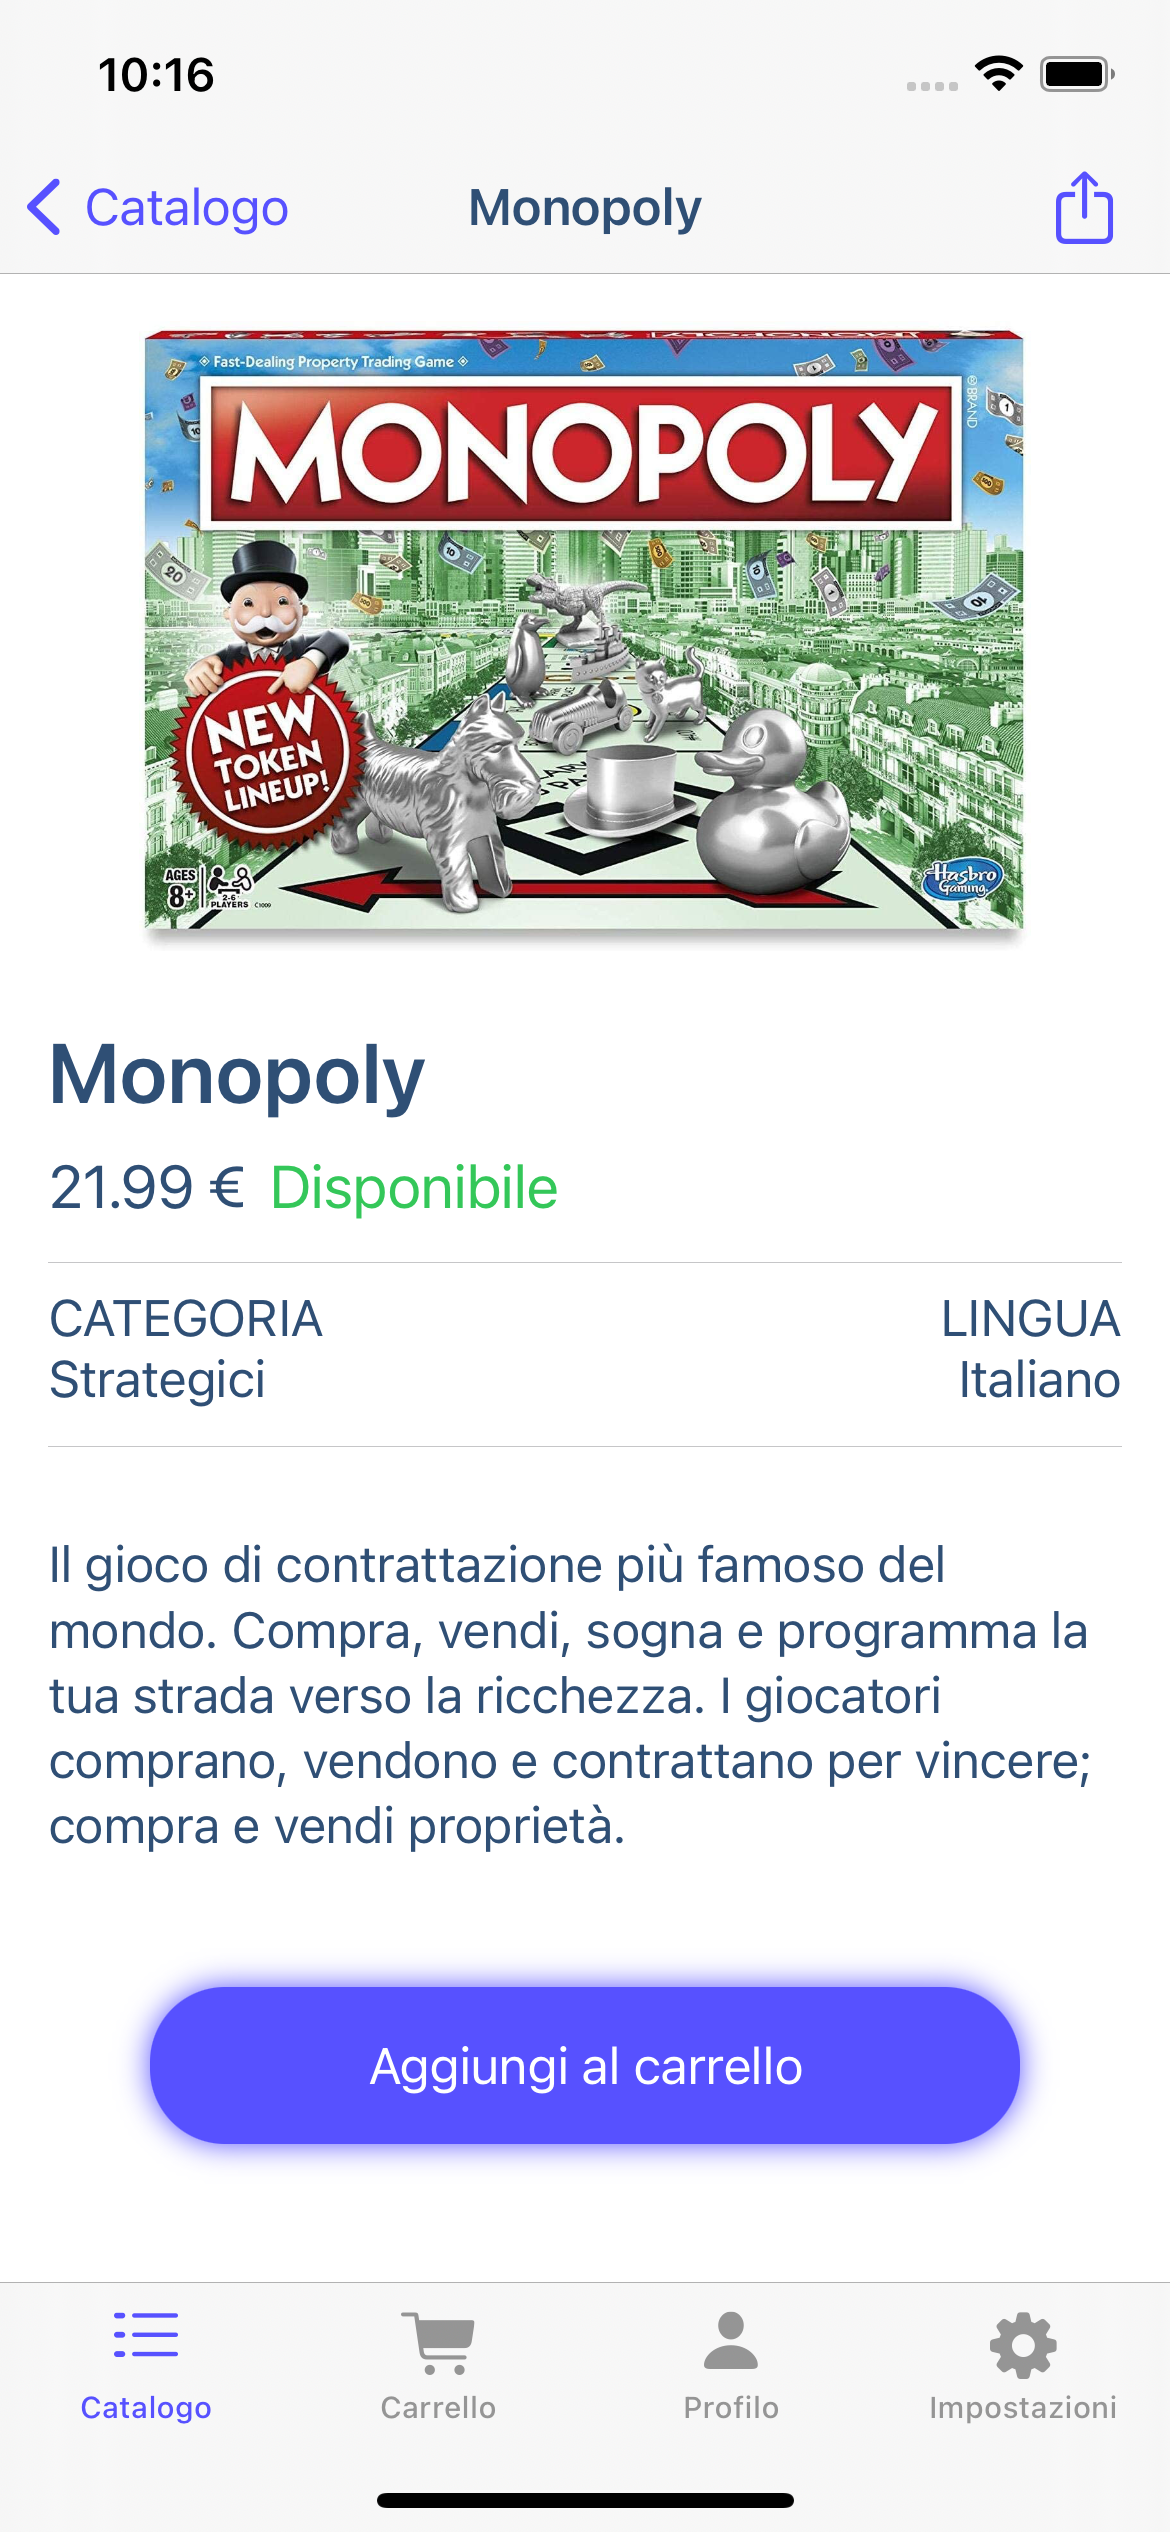 10:16
Catalogo
Monopoly
Fast-Dealing Property Trading Game
MONOPOLY
® BRAND
NEW
TOKEN
LINEUP!
AGES
8+
2-6
PLAYERS
C1009
Hasbro
Gaming
Monopoly
21.99 € Disponibile
CATEGORIA
LINGUA
Strategici
Italiano
Il gioco di contrattazione più famoso del
mondo. Compra, vendi, sogna e programma la
tua strada verso la ricchezza. I giocatori
comprano, vendono e contrattano per vincere;
compra e vendi proprietà.
Aggiungi al carrello
Catalogo
Carrello
Profilo
Impostazioni